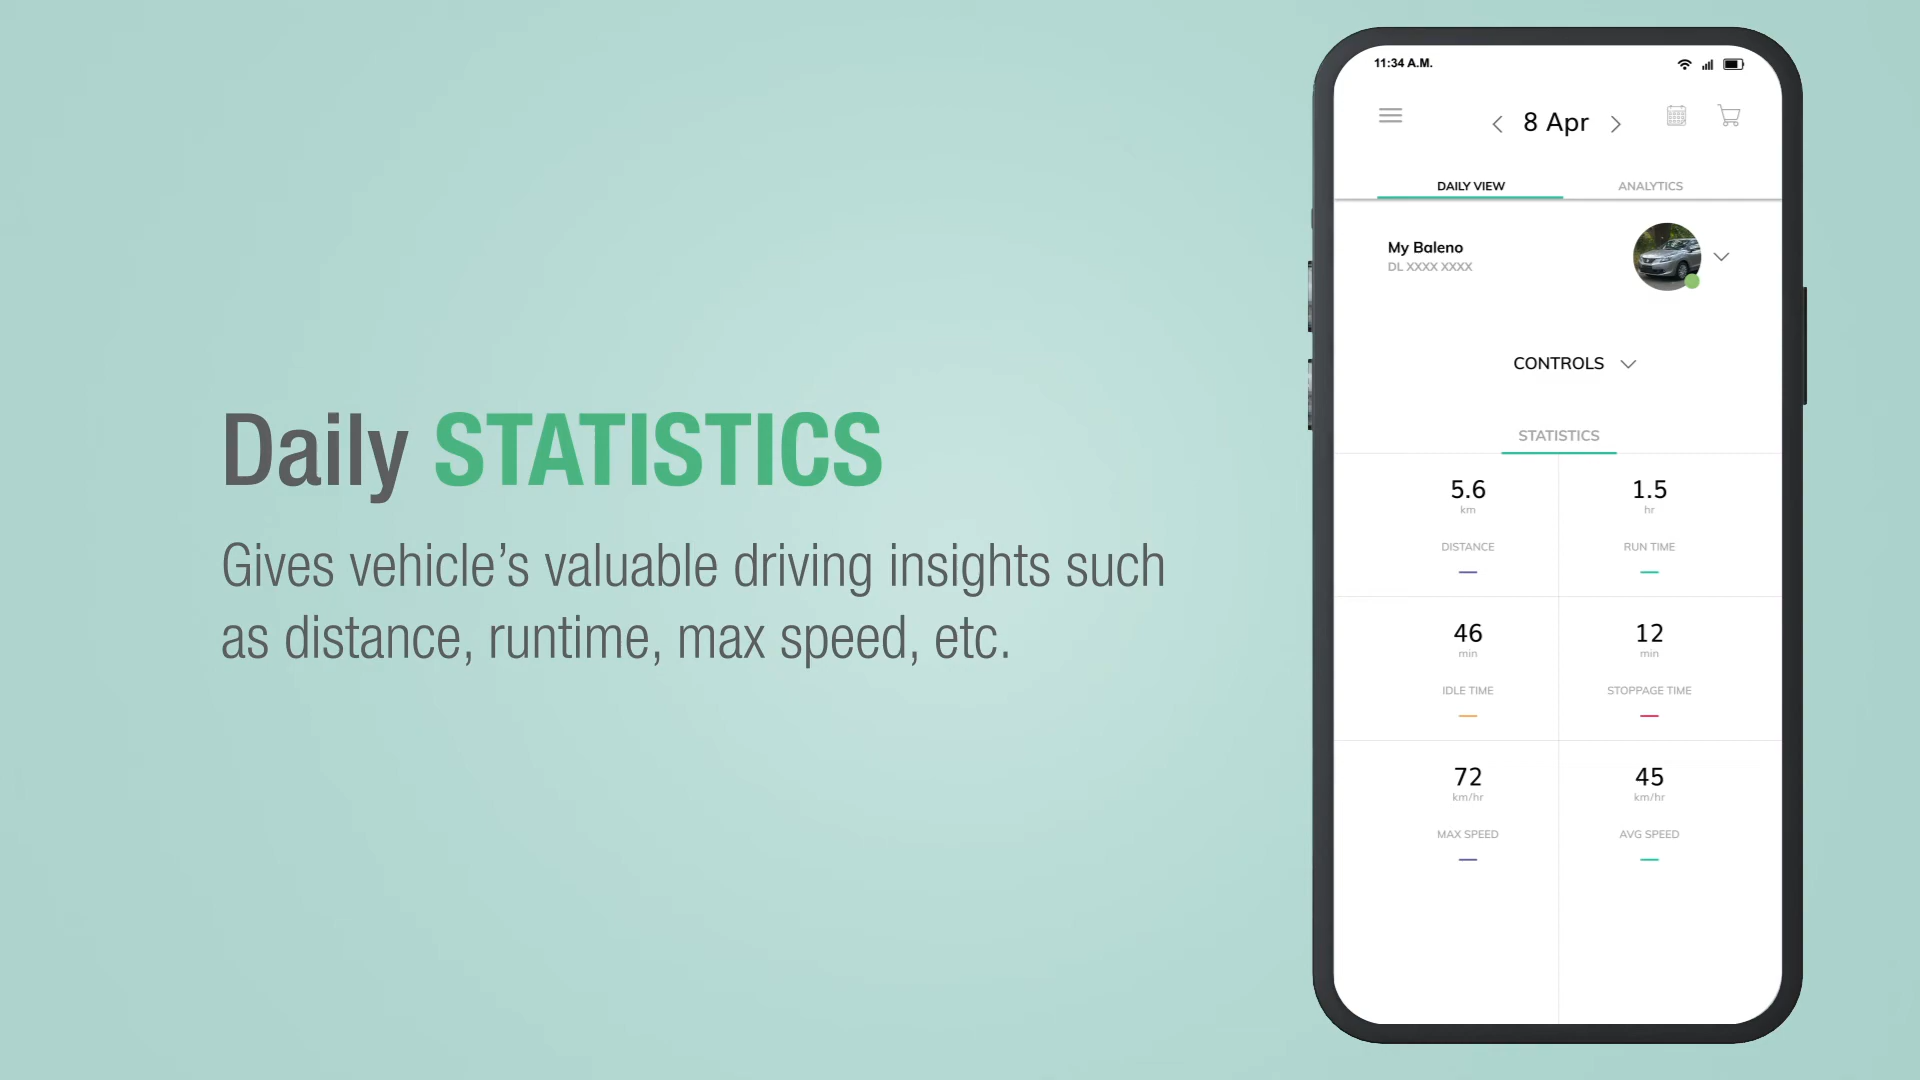 Daily STATISTICS
Gives vehicle’s valuable driving insights such
as distance, runtime, max speed, etc.
11:34 A.M.
8 Apr
DAILY VIEW
ANALYTICS
My Baleno
DL XXXX XXXX
CONTROLS
STATISTICS
5.6
km
DISTANCE
1.5
hr
RUN TIME
46
min
IDLE TIME
12
min
STOPPAGE TIME
72
km/hr
MAX SPEED
45
km/hr
AVG SPEED